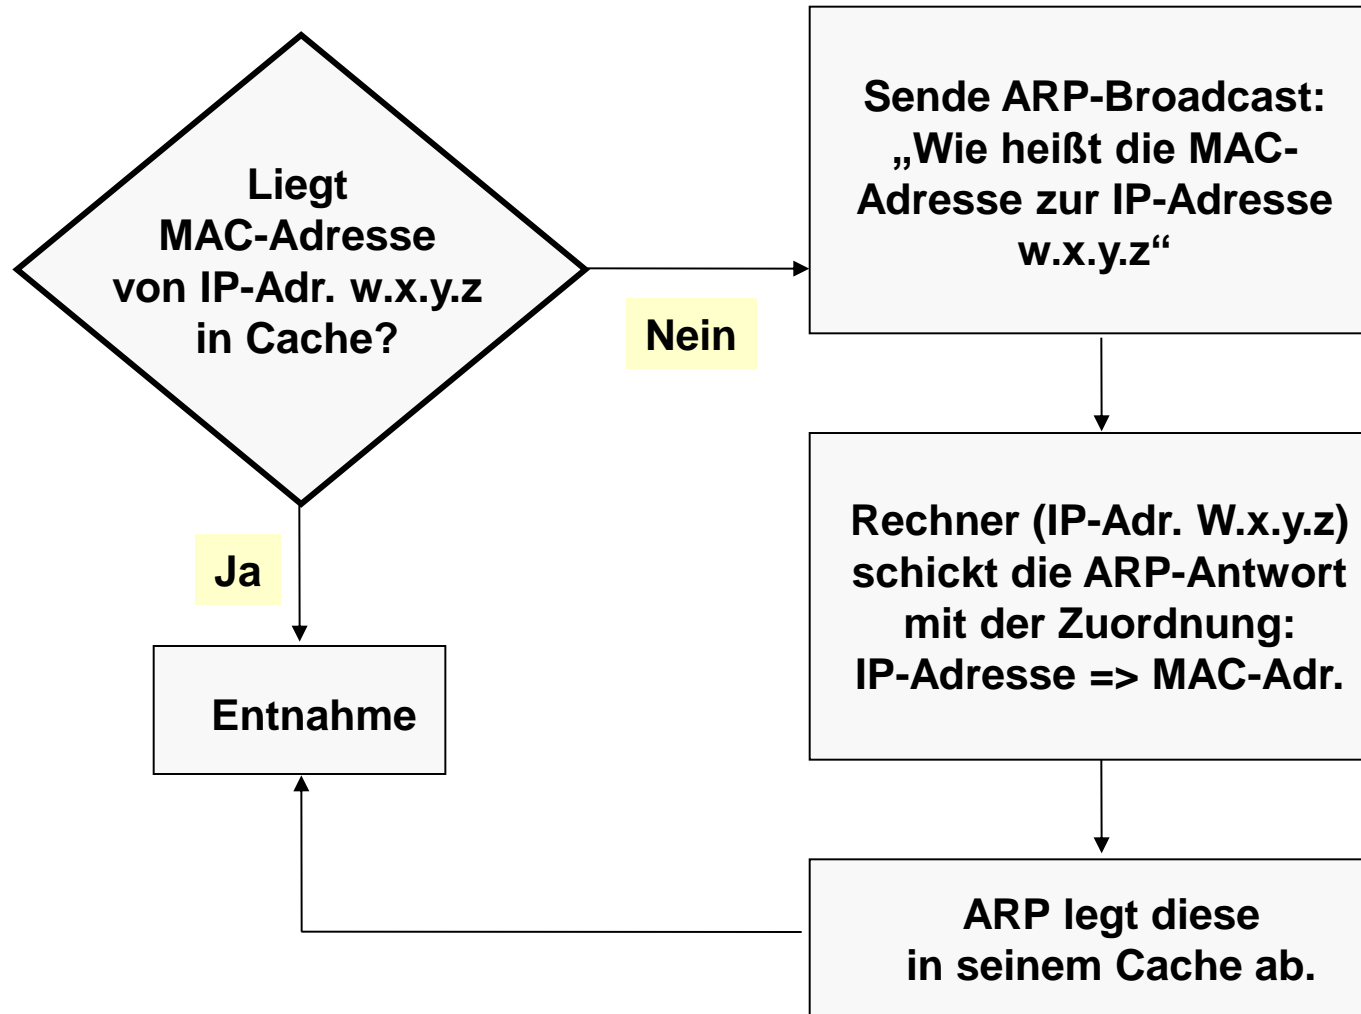 Liegt
MAC-Adresse
von IP-Adr. w.x.y.z
in Cache?
Nein
Ja
Entnahme
Sende ARP-Broadcast:
„Wie heißt die MAC-
Adresse zur IP-Adresse
w.x.y.z“
Rechner (IP-Adr. W.x.y.z)
schickt die ARP-Antwort
mit der Zuordnung:
IP-Adresse => MAC-Adr.
ARP legt diese
in seinem Cache ab.